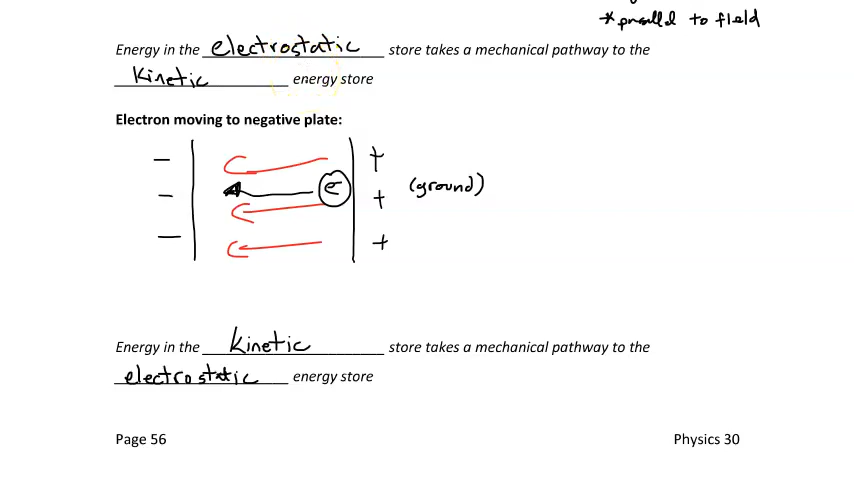 *parallel to field
Energy in the electrostatic store takes a mechanical pathway to the
kinetic energy store
Electron moving to negative plate:
− +
− e⁻ + (ground)
− +
Energy in the kinetic store takes a mechanical pathway to the
electrostatic energy store
Page 56 Physics 30